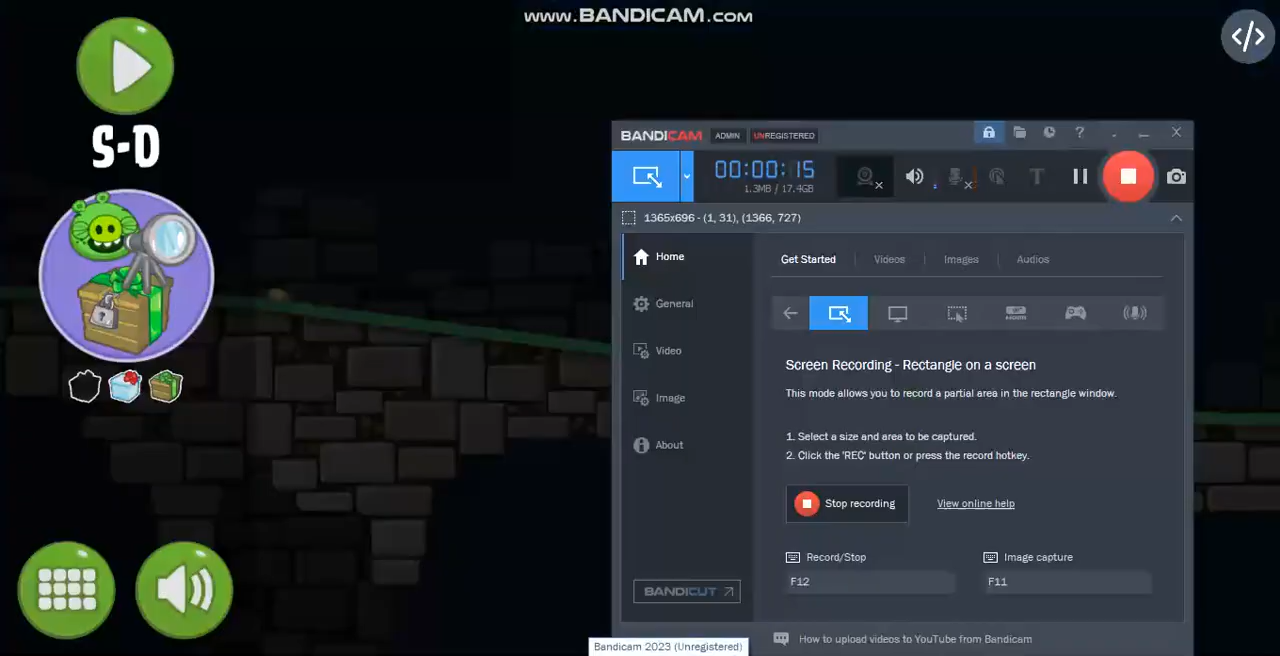 www.BANDICAM.com
S-D
BANDICAM ADMIN UNREGISTERED
00:00:15
1.3MB / 17.4GB
1365x696 - (1, 31), (1366, 727)
Home
General
Video
Image
About
BANDICUT
Get Started Videos Images Audios
HDMI
Screen Recording - Rectangle on a screen
This mode allows you to record a partial area in the rectangle window.
1. Select a size and area to be captured.
2. Click the 'REC' button or press the record hotkey.
Stop recording View online help
Record/Stop Image capture
F12 F11
How to upload videos to YouTube from Bandicam
Bandicam 2023 (Unregistered)